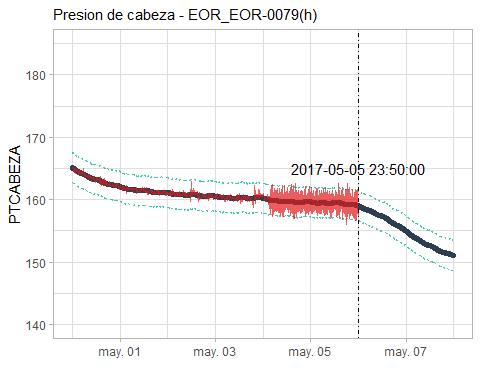 Presion de cabeza - EOR_EOR-0079(h)
PTCABEZA
180
170
160
150
140
2017-05-05 23:50:00
may. 01
may. 03
may. 05
may. 07